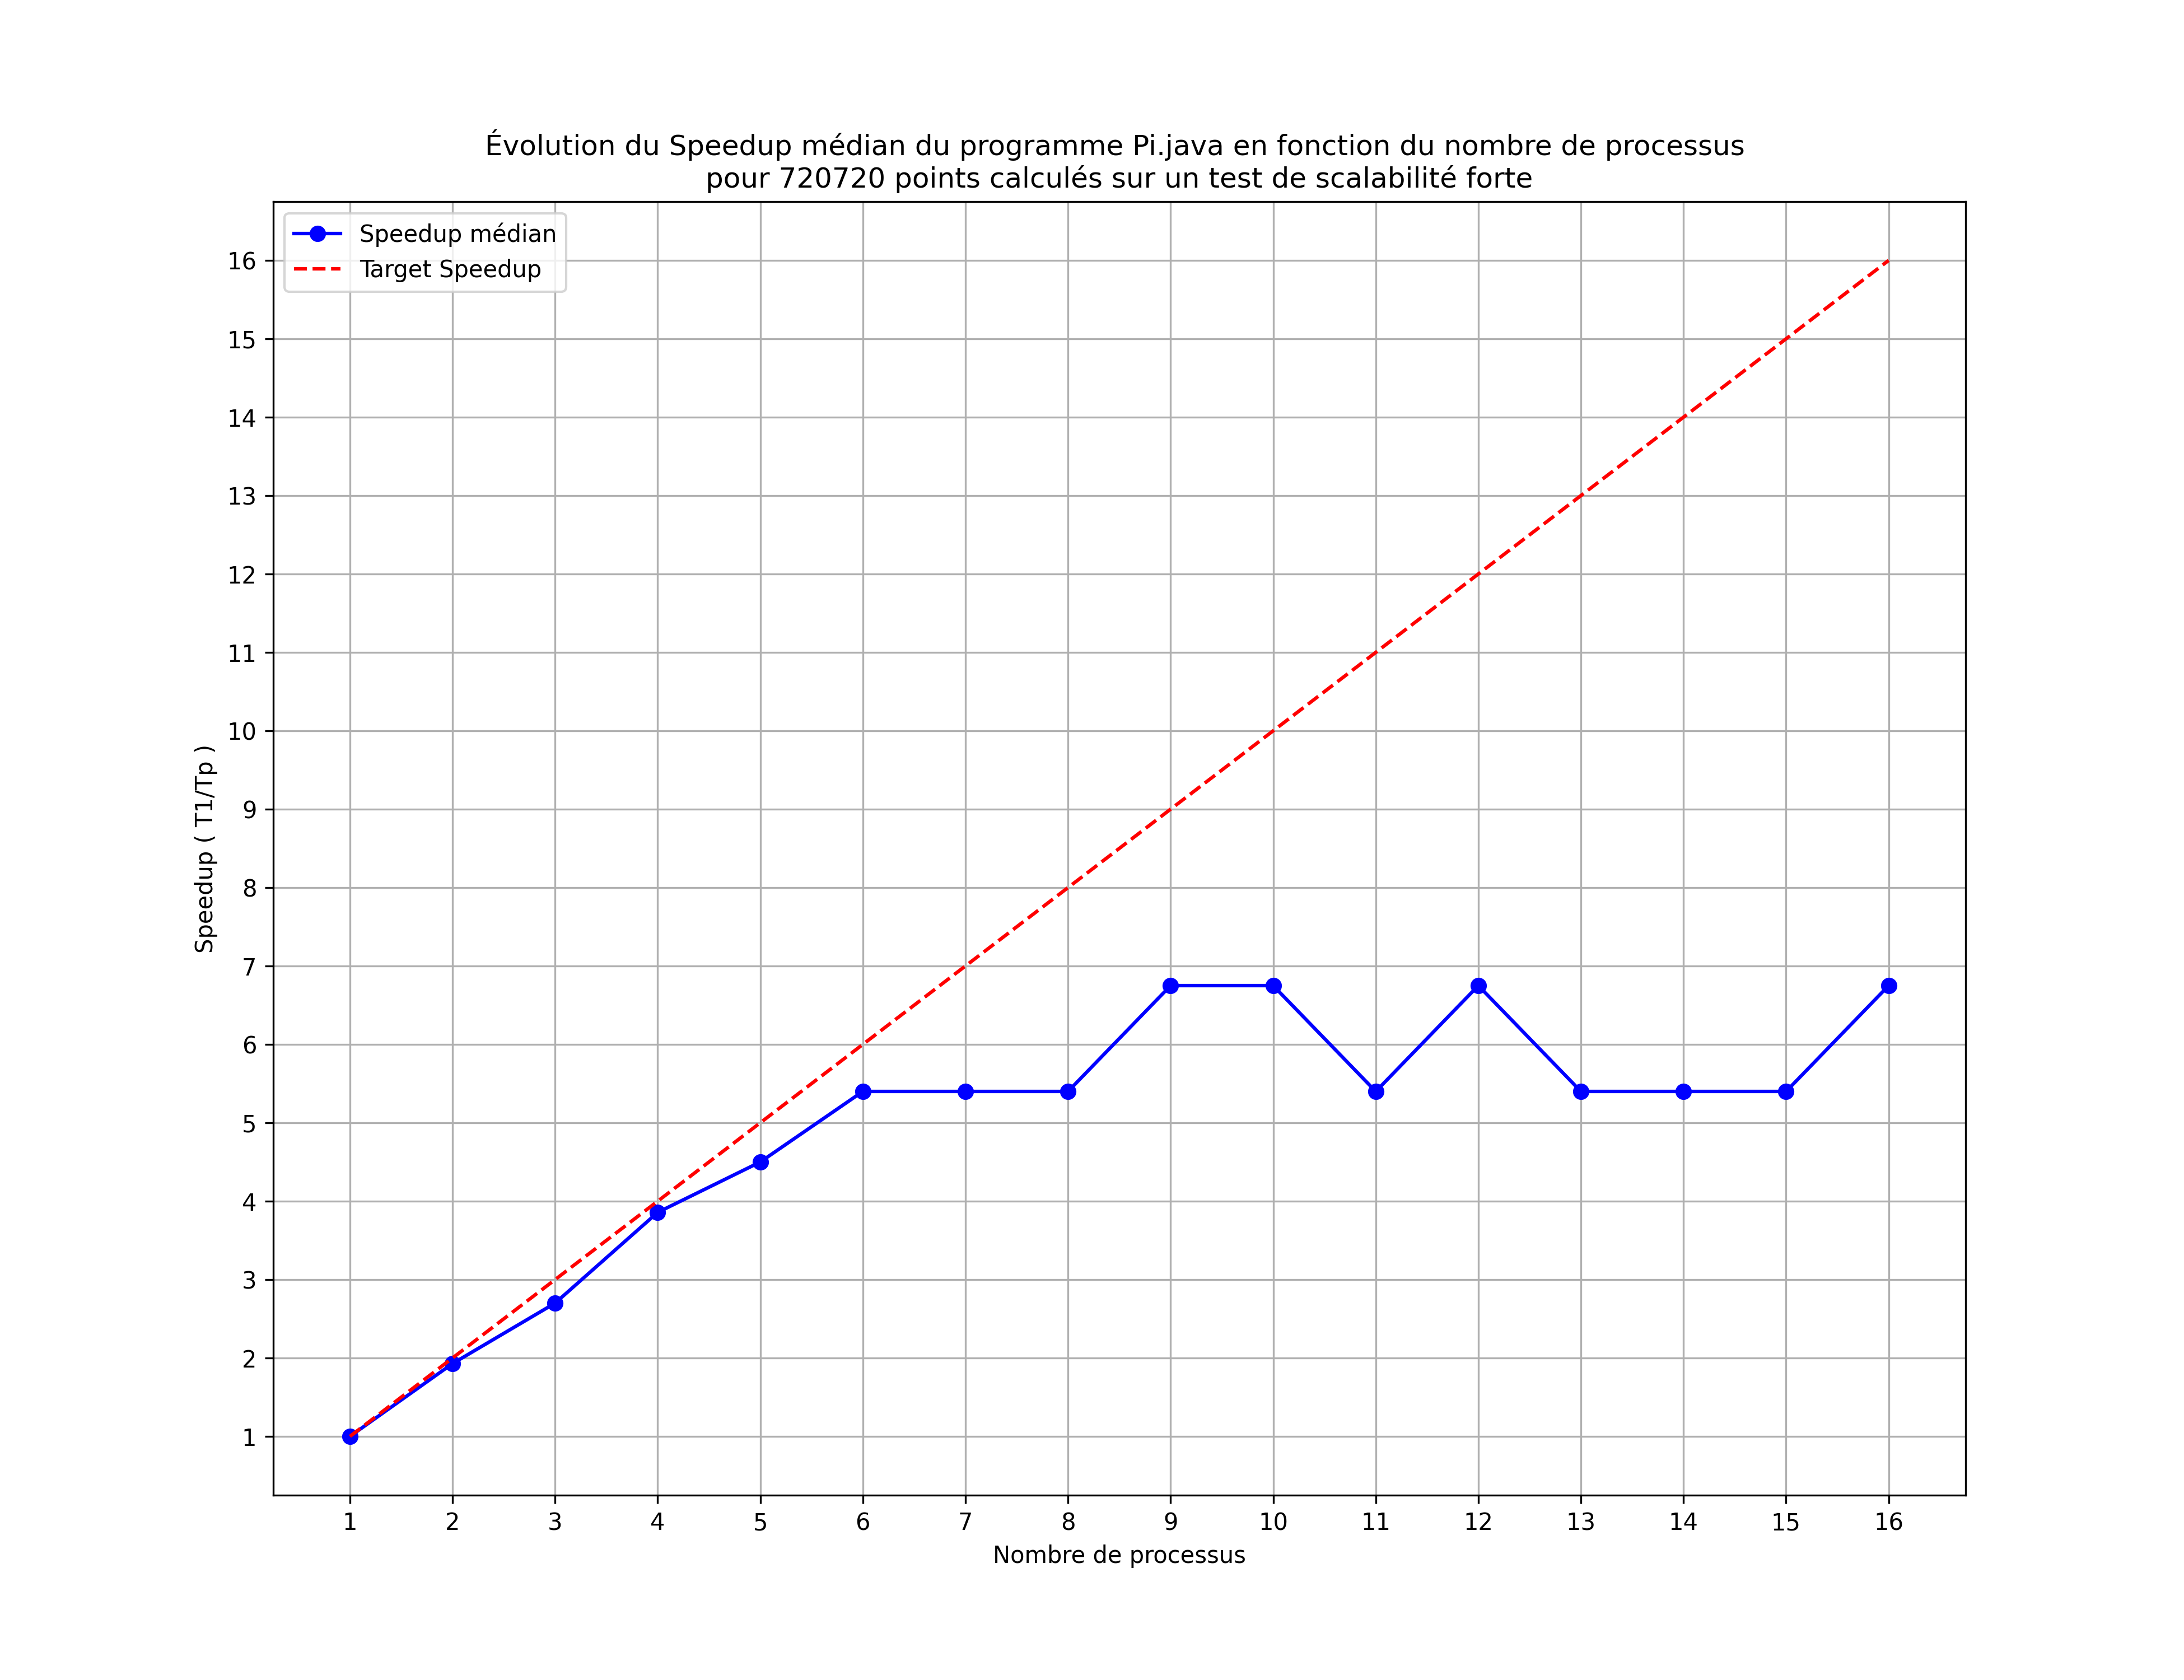 Évolution du Speedup médian du programme Pi.java en fonction du nombre de processus
pour 720720 points calculés sur un test de scalabilité forte
Speedup médian
Target Speedup
16
15
14
13
12
11
10
9
8
7
6
5
4
3
2
1
Speedup ( T1/Tp )
1 2 3 4 5 6 7 8 9 10 11 12 13 14 15 16
Nombre de processus